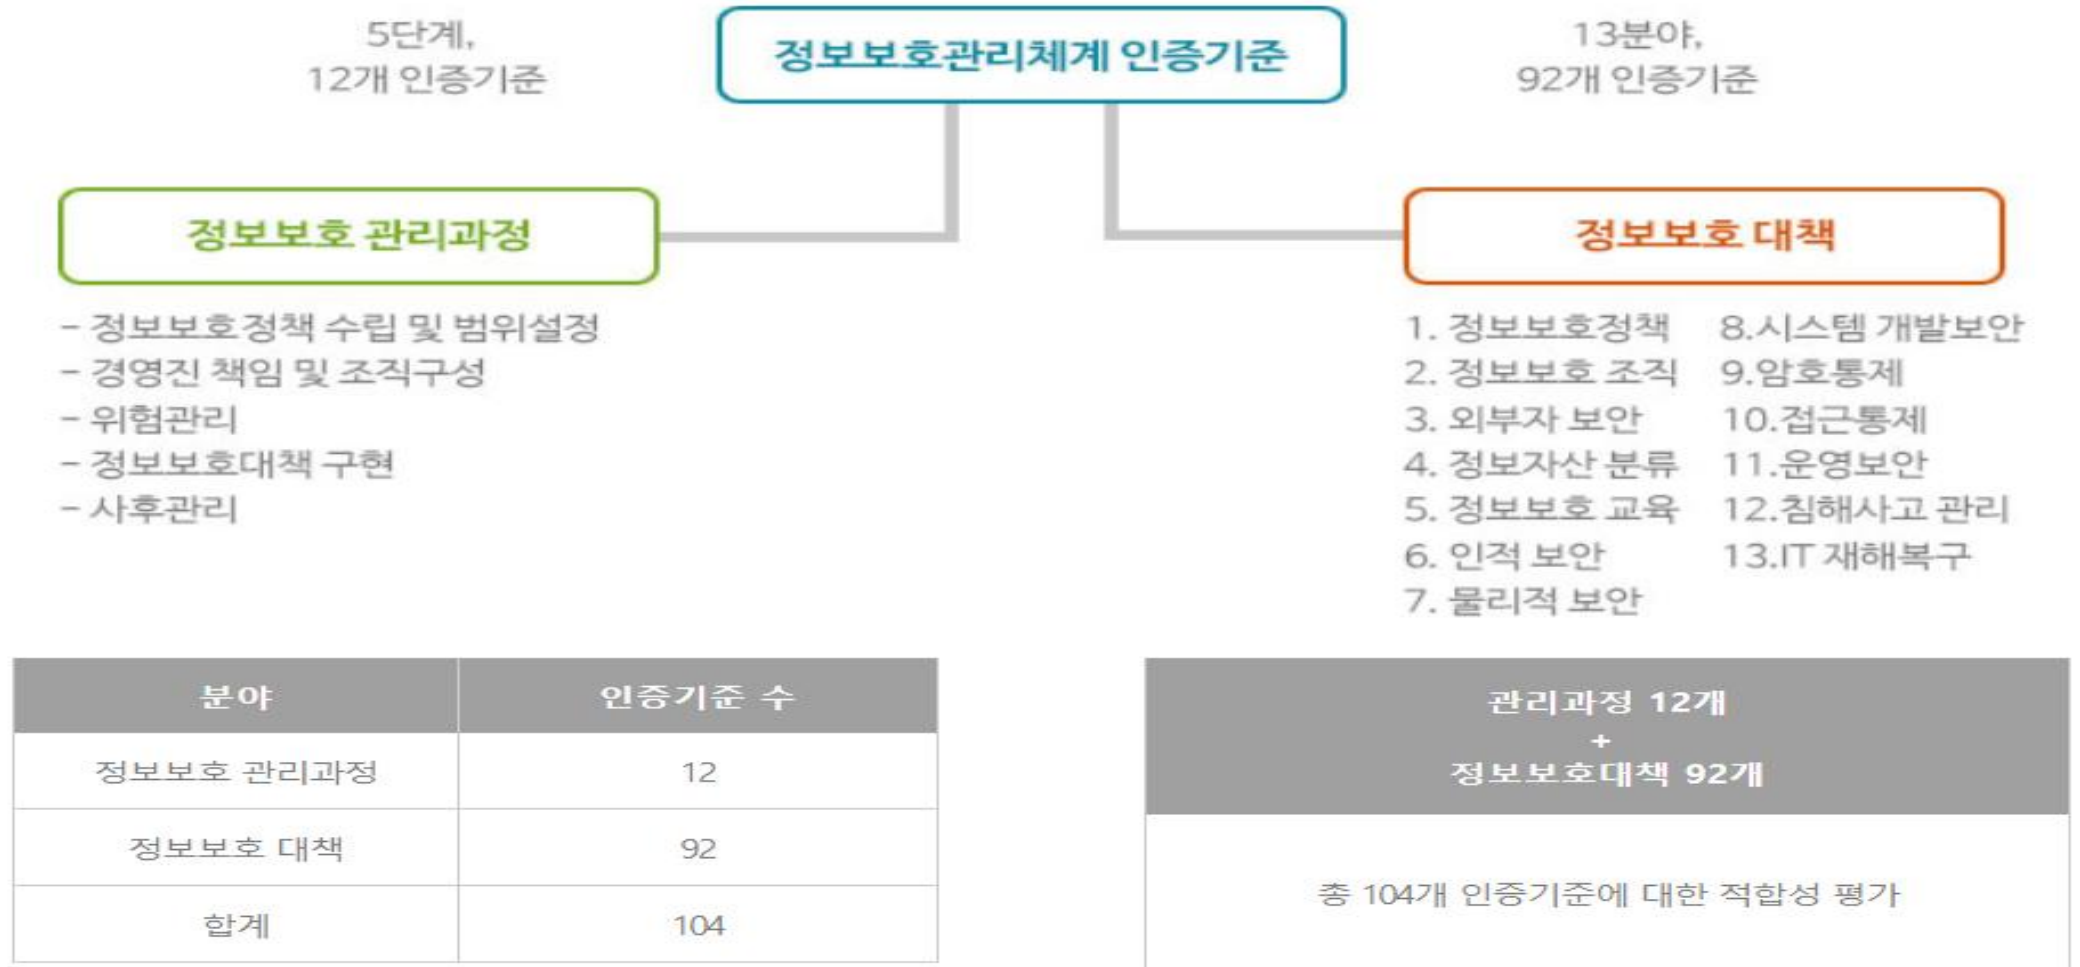 5단계,
12개 인증기준
정보보호관리체계 인증기준
13분야,
92개 인증기준
정보보호 관리과정
- 정보보호정책 수립 및 범위설정
- 경영진 책임 및 조직구성
- 위험관리
- 정보보호대책 구현
- 사후관리
정보보호 대책
1. 정보보호정책
2. 정보보호 조직
3. 외부자 보안
4. 정보자산 분류
5. 정보보호 교육
6. 인적 보안
7. 물리적 보안
8.시스템 개발보안
9.암호통제
10.접근통제
11.운영보안
12.침해사고 관리
13.IT 재해복구
분야 인증기준 수
정보보호 관리과정 12
정보보호 대책 92
합계 104
관리과정 12개
+
정보보호대책 92개
총 104개 인증기준에 대한 적합성 평가